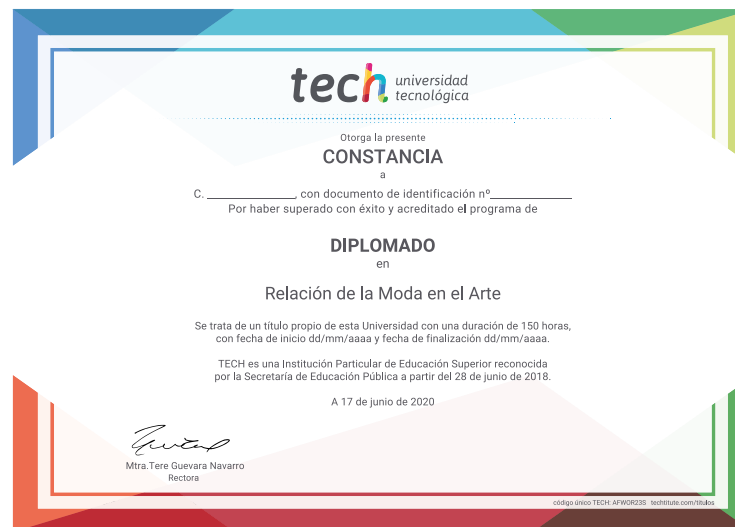 tech universidad
tecnológica
Otorga la presente
CONSTANCIA
a
C. ______________, con documento de identificación nº______________
Por haber superado con éxito y acreditado el programa de
DIPLOMADO
en
Relación de la Moda en el Arte
Se trata de un título propio de esta Universidad con una duración de 150 horas,
con fecha de inicio dd/mm/aaaa y fecha de finalización dd/mm/aaaa.
TECH es una Institución Particular de Educación Superior reconocida
por la Secretaría de Educación Pública a partir del 28 de junio de 2018.
A 17 de junio de 2020
Mtra.Tere Guevara Navarro
Rectora
código único TECH: AFWOR23S techtitute.com/titulos